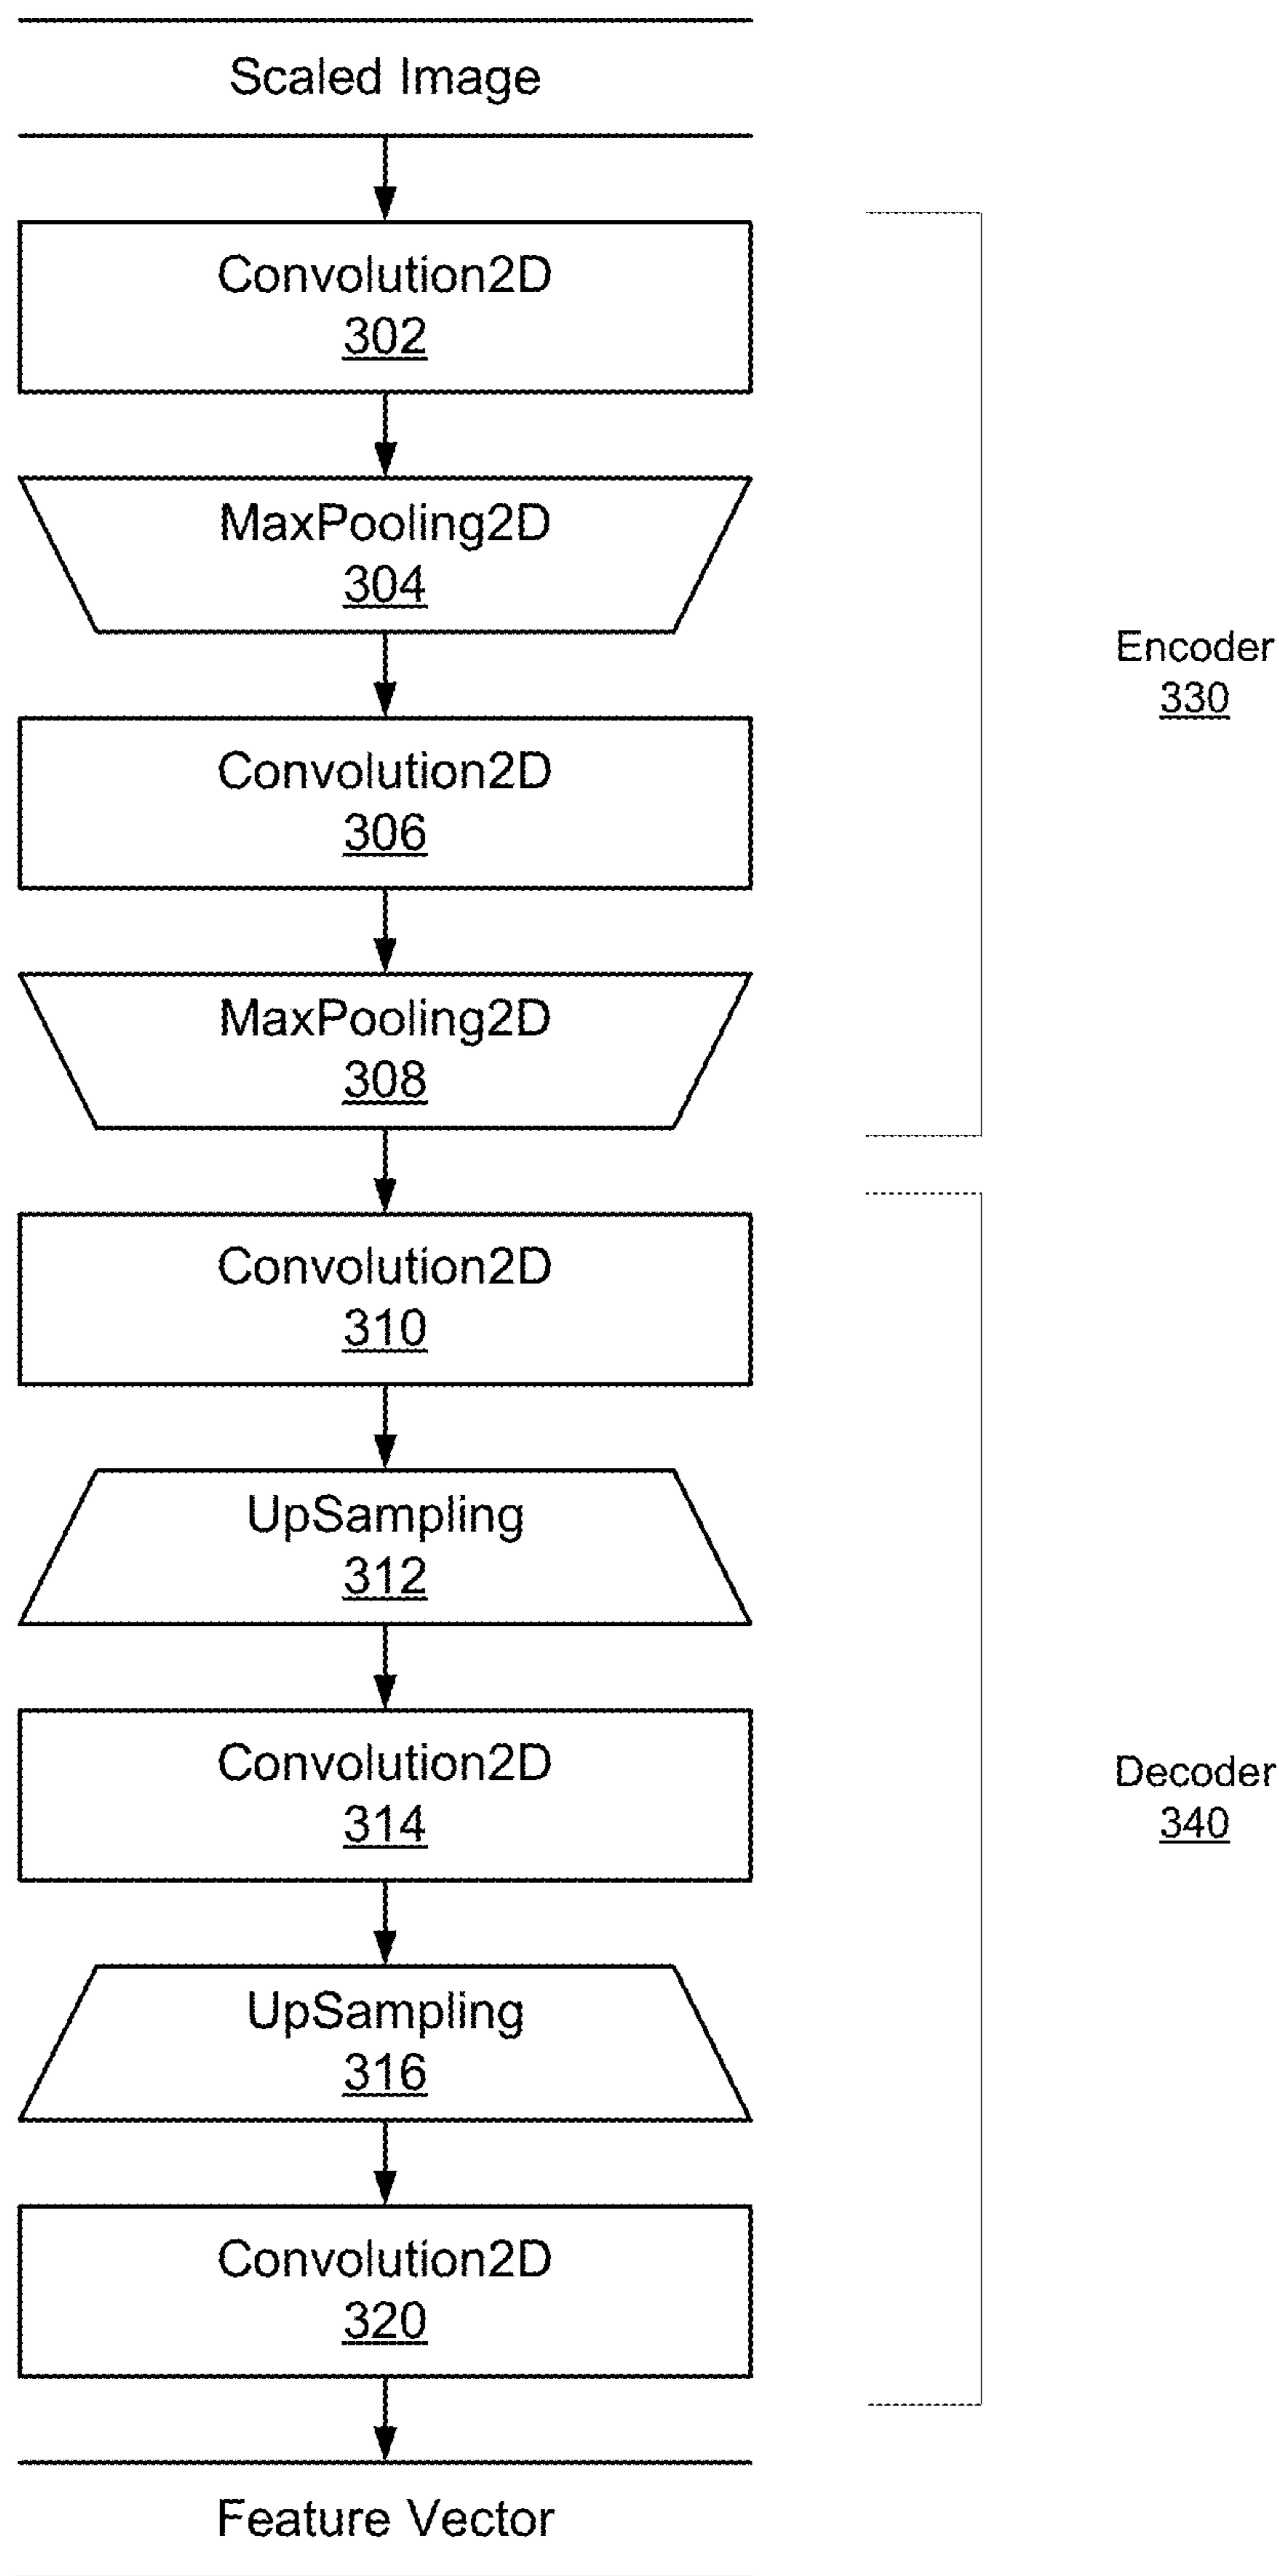 Scaled Image
Convolution2D
302
MaxPooling2D
304
Convolution2D
306
MaxPooling2D
308
Encoder
330
Convolution2D
310
UpSampling
312
Convolution2D
314
UpSampling
316
Convolution2D
320
Decoder
340
Feature Vector